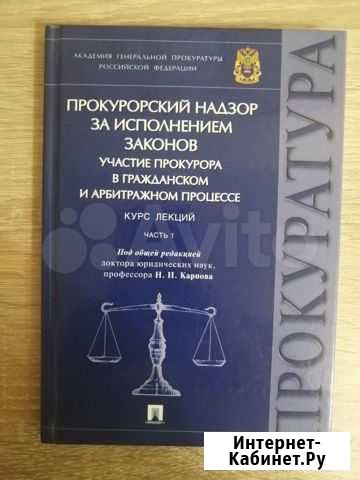 АКАДЕМИЯ ГЕНЕРАЛЬНОЙ ПРОКУРАТУРЫ
РОССИЙСКОЙ ФЕДЕРАЦИИ
ПРОКУРОРСКИЙ НАДЗОР
ЗА ИСПОЛНЕНИЕМ
ЗАКОНОВ
УЧАСТИЕ ПРОКУРОРА
В ГРАЖДАНСКОМ
И АРБИТРАЖНОМ ПРОЦЕССЕ
КУРС ЛЕКЦИЙ
ЧАСТЬ 1
Под общей редакцией
доктора юридических наук,
профессора Н. Н. Карпова
ПРОКУРАТУРА
Avito
Интернет-
Кабинет.Ру